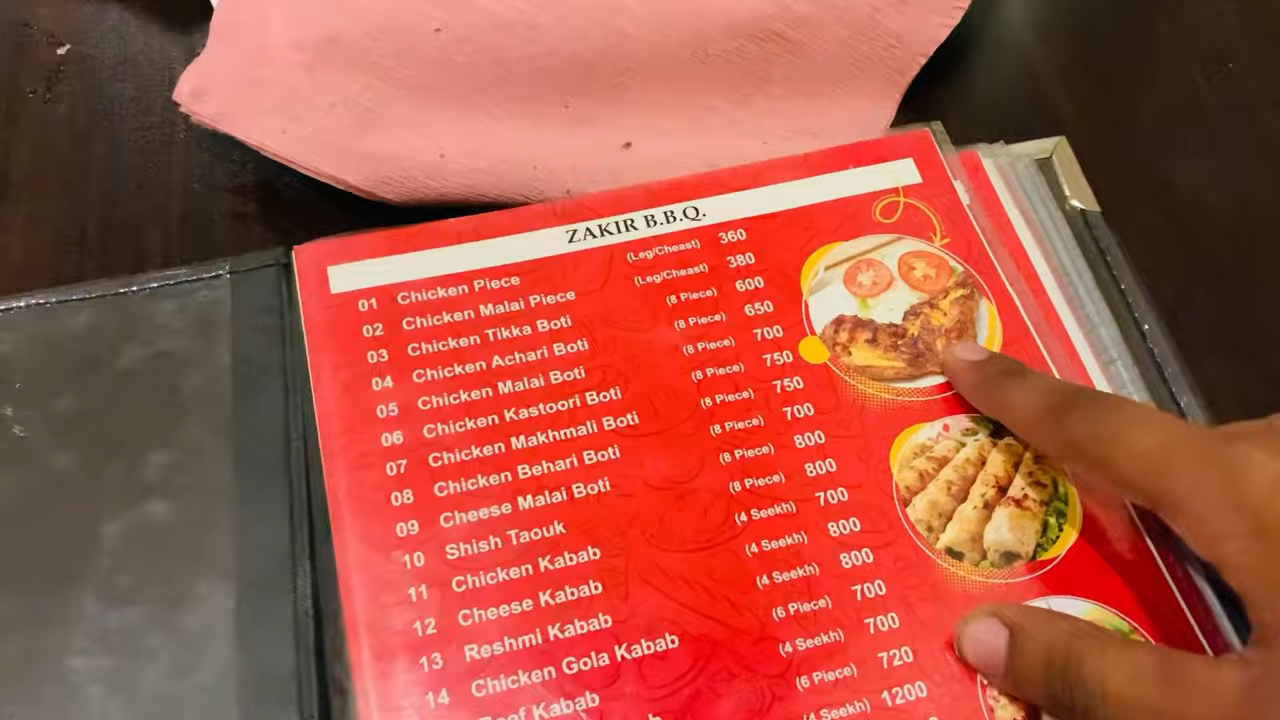 ZAKIR B.B.Q.
01 Chicken Piece (Leg/Cheast) 360
02 Chicken Malai Piece (Leg/Cheast) 380
03 Chicken Tikka Boti (8 Piece) 600
04 Chicken Achari Boti (8 Piece) 650
05 Chicken Malai Boti (8 Piece) 700
06 Chicken Kastoori Boti (8 Piece) 750
07 Chicken Makhmali Boti (8 Piece) 750
08 Chicken Behari Boti (8 Piece) 700
09 Cheese Malai Boti (8 Piece) 800
10 Shish Taouk (8 Piece) 800
11 Chicken Kabab (4 Seekh) 700
12 Cheese Kabab (4 Seekh) 800
13 Reshmi Kabab (4 Seekh) 800
14 Chicken Gola Kabab (6 Piece) 700
Kabab (4 Seekh) 700
(6 Piece) 720
(4 Seekh) 1200